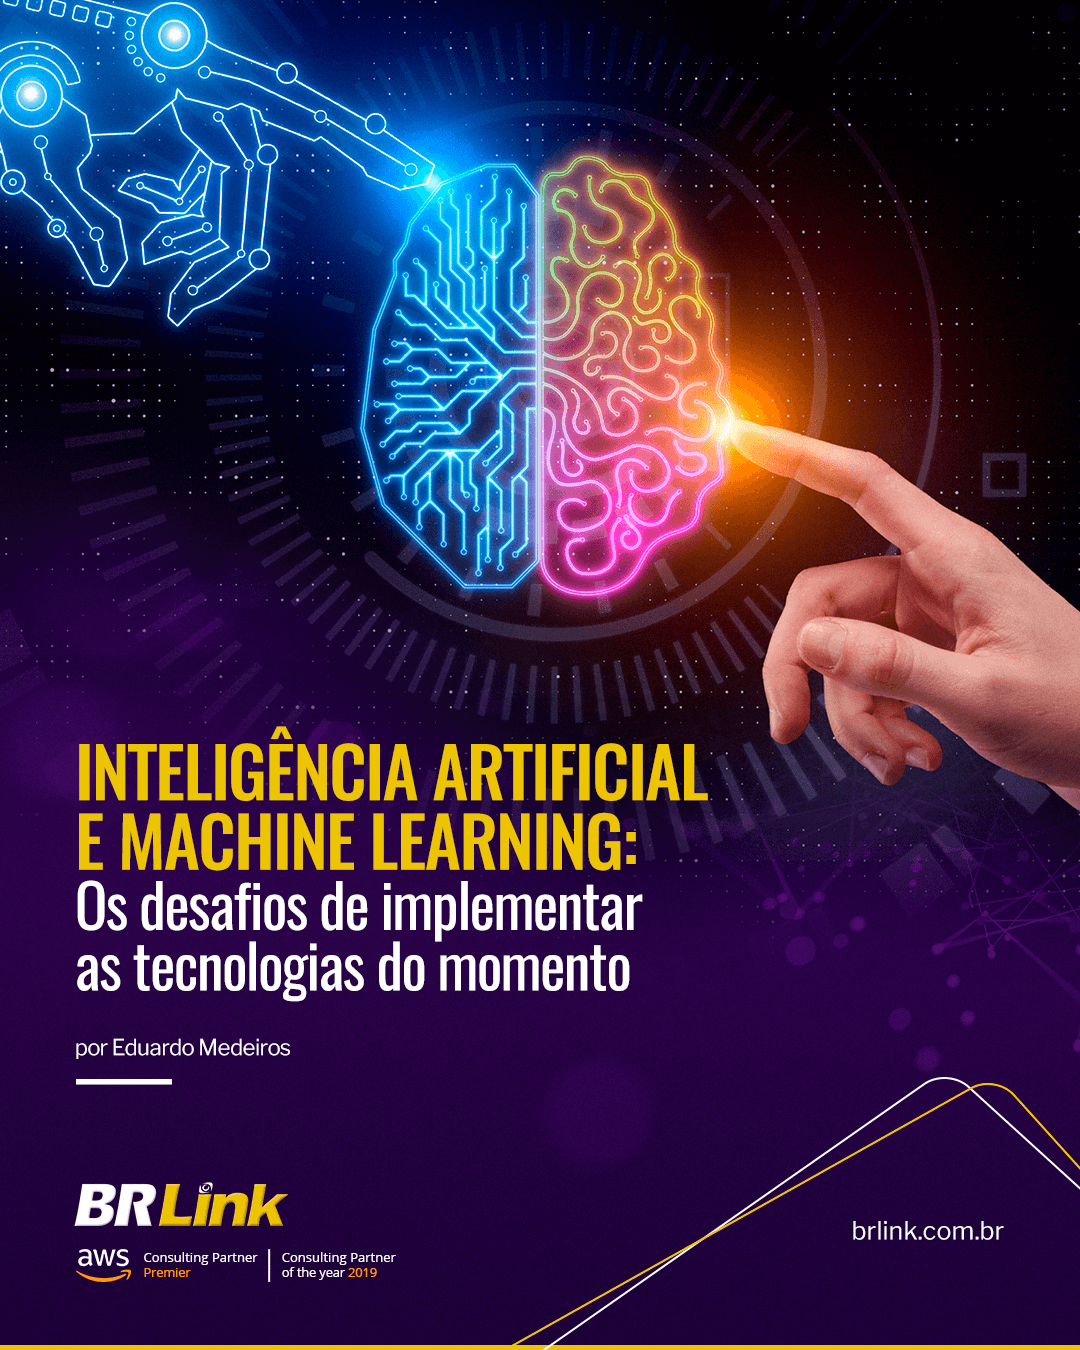 INTELIGÊNCIA ARTIFICIAL
E MACHINE LEARNING:
Os desafios de implementar
as tecnologias do momento
por Eduardo Medeiros
BRLink
aws
Consulting Partner
Premier
Consulting Partner
of the year 2019
brlink.com.br